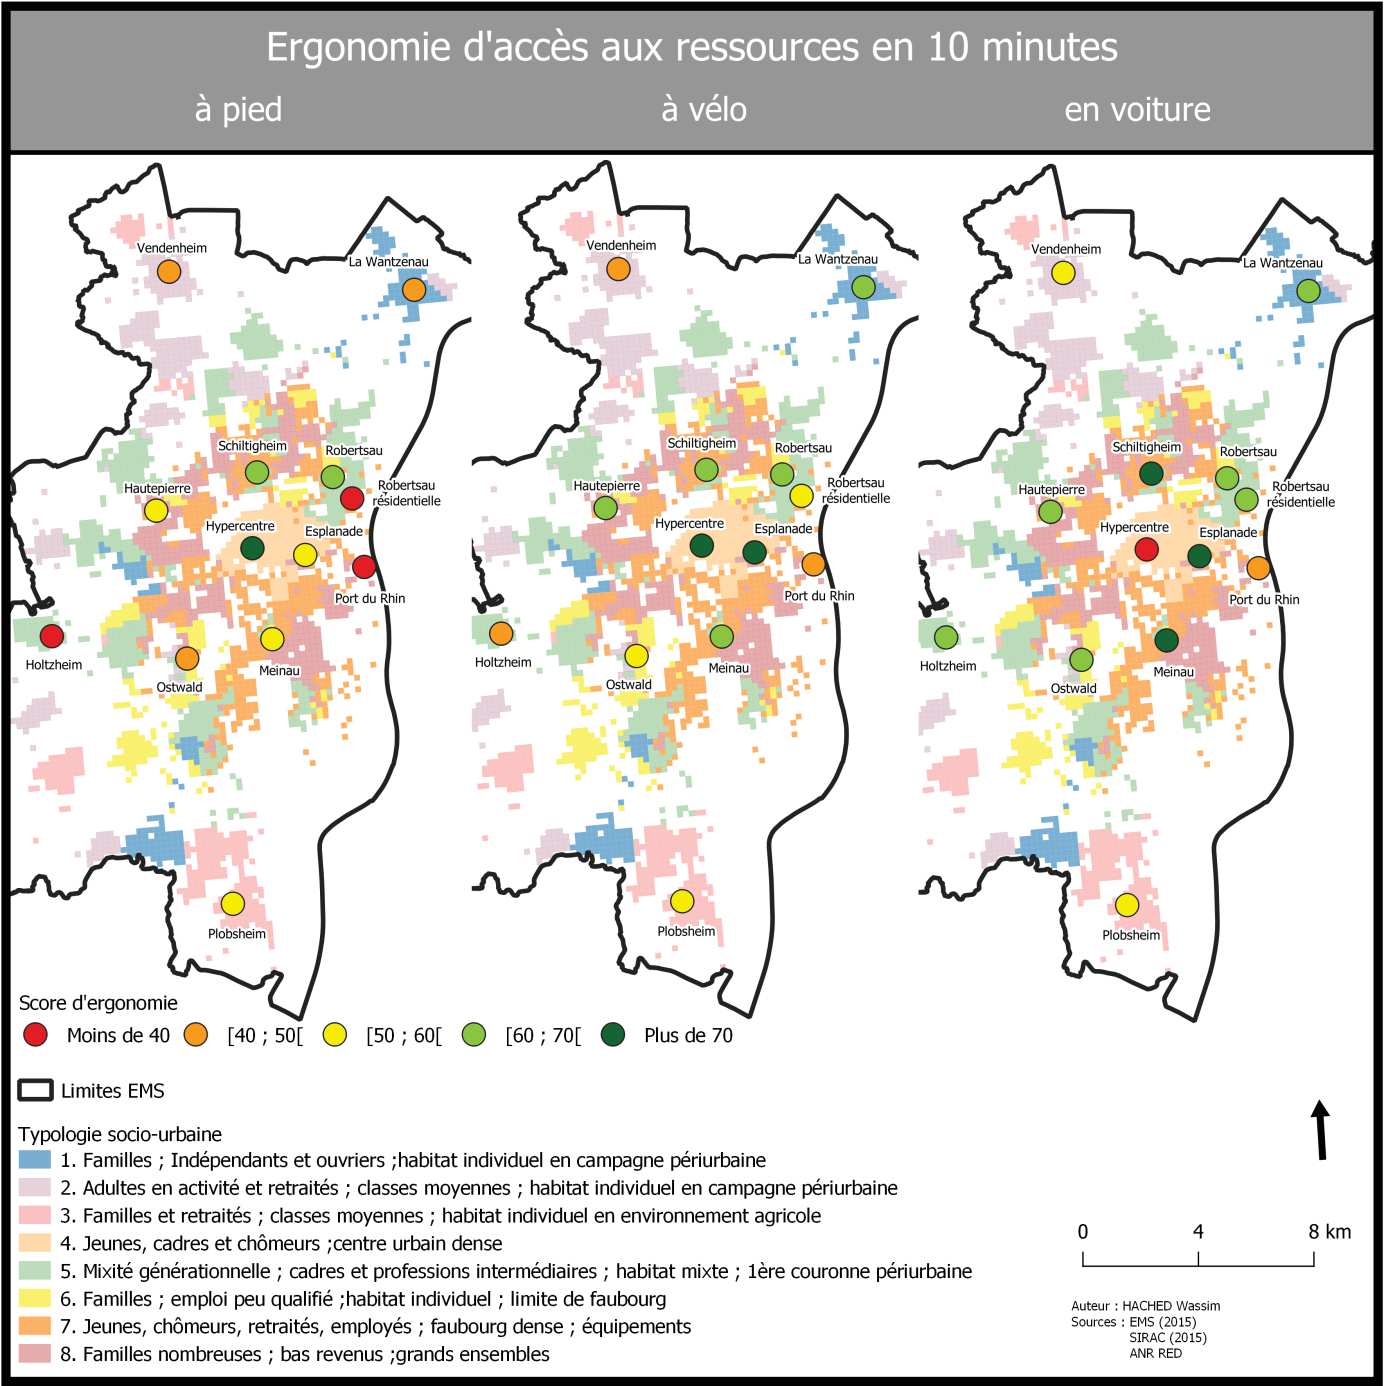 Ergonomie d'accès aux ressources en 10 minutes
à pied
à vélo
en voiture
Vendenheim
La Wantzenau
Schiltigheim
Robertsau
Hautepierre
Robertsau
résidentielle
Hypercentre
Esplanade
Port du Rhin
Holtzheim
Ostwald
Meinau
Plobsheim
Vendenheim
La Wantzenau
Schiltigheim
Robertsau
Hautepierre
Robertsau
résidentielle
Hypercentre
Esplanade
Port du Rhin
Holtzheim
Ostwald
Meinau
Plobsheim
Vendenheim
La Wantzenau
Schiltigheim
Robertsau
Hautepierre
Robertsau
résidentielle
Hypercentre
Esplanade
Port du Rhin
Holtzheim
Ostwald
Meinau
Plobsheim
Score d'ergonomie
Moins de 40 [40 ; 50[ [50 ; 60[ [60 ; 70[ Plus de 70
Limites EMS
Typologie socio-urbaine
1. Familles ; Indépendants et ouvriers ;habitat individuel en campagne périurbaine
2. Adultes en activité et retraités ; classes moyennes ; habitat individuel en campagne périurbaine
3. Familles et retraités ; classes moyennes ; habitat individuel en environnement agricole
4. Jeunes, cadres et chômeurs ;centre urbain dense
5. Mixité générationnelle ; cadres et professions intermédiaires ; habitat mixte ; 1ère couronne périurbaine
6. Familles ; emploi peu qualifié ;habitat individuel ; limite de faubourg
7. Jeunes, chômeurs, retraités, employés ; faubourg dense ; équipements
8. Familles nombreuses ; bas revenus ;grands ensembles
0 4 8 km
Auteur : HACHED Wassim
Sources : EMS (2015)
SIRAC (2015)
ANR RED